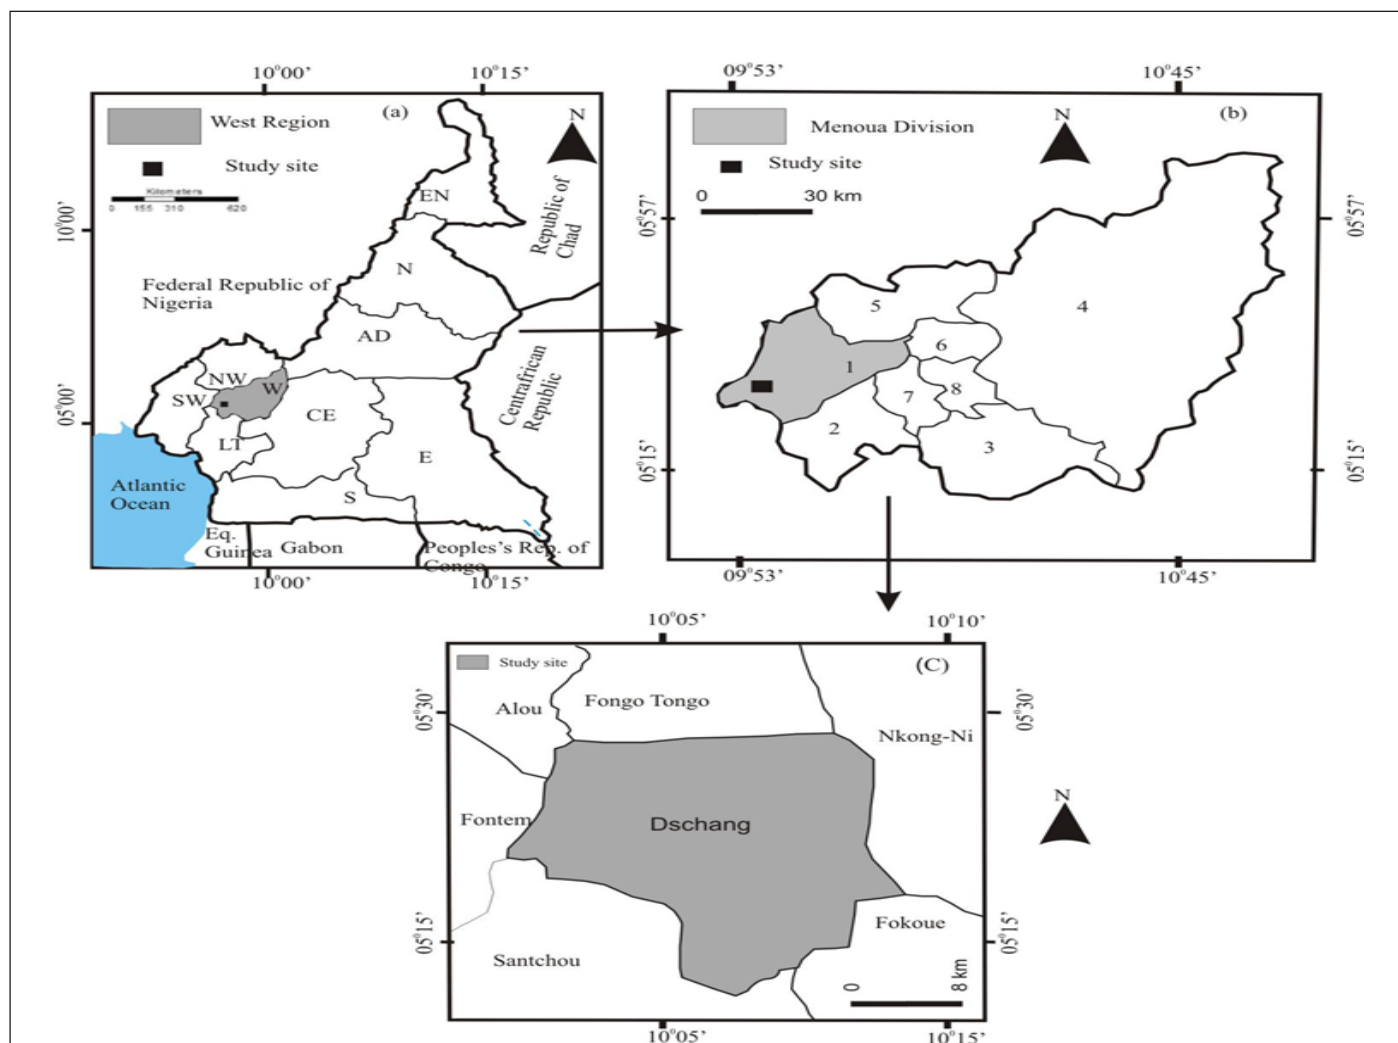 10°00’ 10°15’
(a)
West Region
N
Study site
Kilometers
0 155 310 620
EN
Republic of
Chad
10°00’
N
Federal Republic of
Nigeria
AD
NW
W
SW
05°00’
CE
Centrafrican
Republic
LT
E
Atlantic
Ocean
S
Eq.
Guinea
Gabon
Peoples’s Rep. of
Congo
10°00’ 10°15’
09°53’ 10°45’
(b)
Menoua Division
N
Study site
0 30 km
05°57’ 05°57’
5
4
6
1
8
7
2
3
05°15’ 05°15’
09°53’ 10°45’
10°05’ 10°10’
Study site
(C)
Fongo Tongo
Alou
05°30’ 05°30’
Nkong-Ni
N
Fontem
Dschang
Fokoue
05°15’ 05°15’
Santchou
0 8 km
10°05’ 10°15’